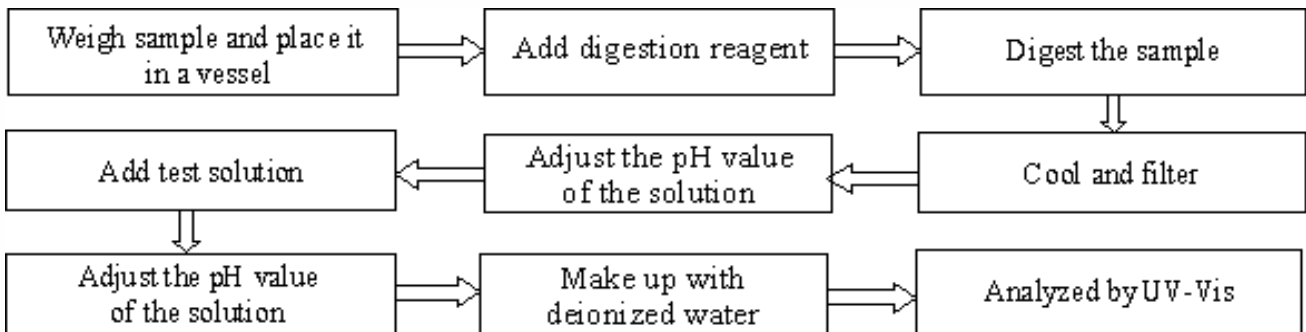 Weigh sample and place it
in a vessel
Add digestion reagent
Digest the sample
Cool and filter
Adjust the pH value
of the solution
Add test solution
Adjust the pH value
of the solution
Make up with
deionized water
Analyzed by UV-Vis